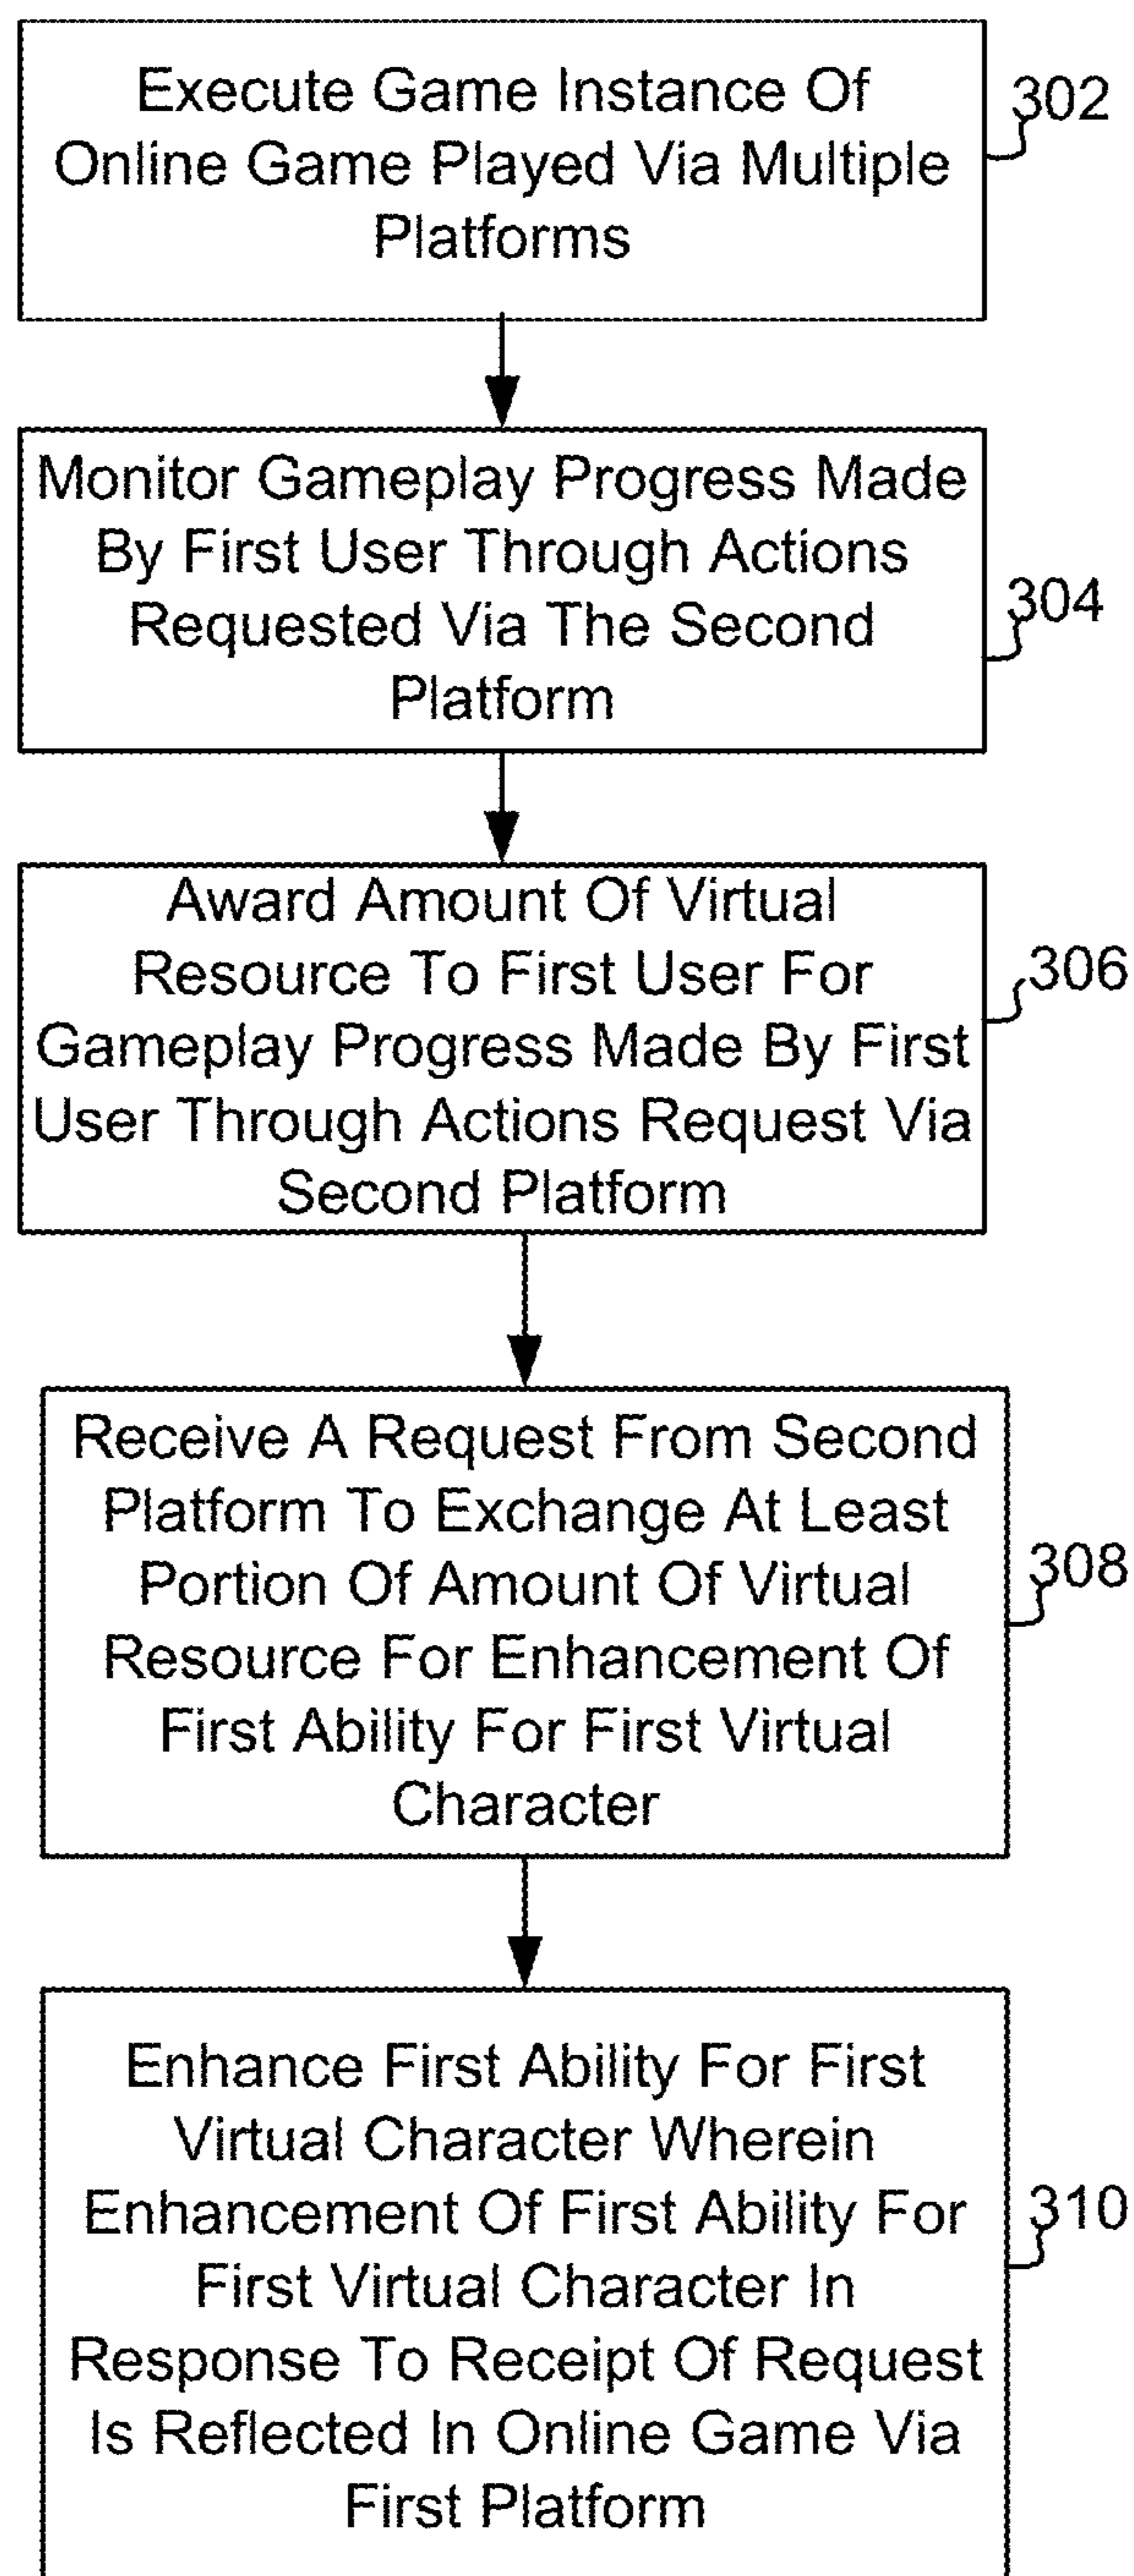 Execute Game Instance Of
Online Game Played Via Multiple
Platforms
302
Monitor Gameplay Progress Made
By First User Through Actions
Requested Via The Second
Platform
304
Award Amount Of Virtual
Resource To First User For
Gameplay Progress Made By First
User Through Actions Request Via
Second Platform
306
Receive A Request From Second
Platform To Exchange At Least
Portion Of Amount Of Virtual
Resource For Enhancement Of
First Ability For First Virtual
Character
308
Enhance First Ability For First
Virtual Character Wherein
Enhancement Of First Ability For
First Virtual Character In
Response To Receipt Of Request
Is Reflected In Online Game Via
First Platform
310